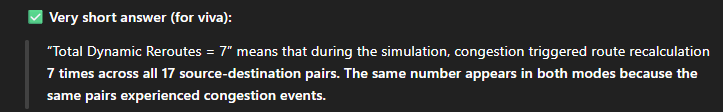 ✅ Very short answer (for viva):
“Total Dynamic Reroutes = 7” means that during the simulation, congestion triggered route recalculation
7 times across all 17 source-destination pairs. The same number appears in both modes because the
same pairs experienced congestion events.